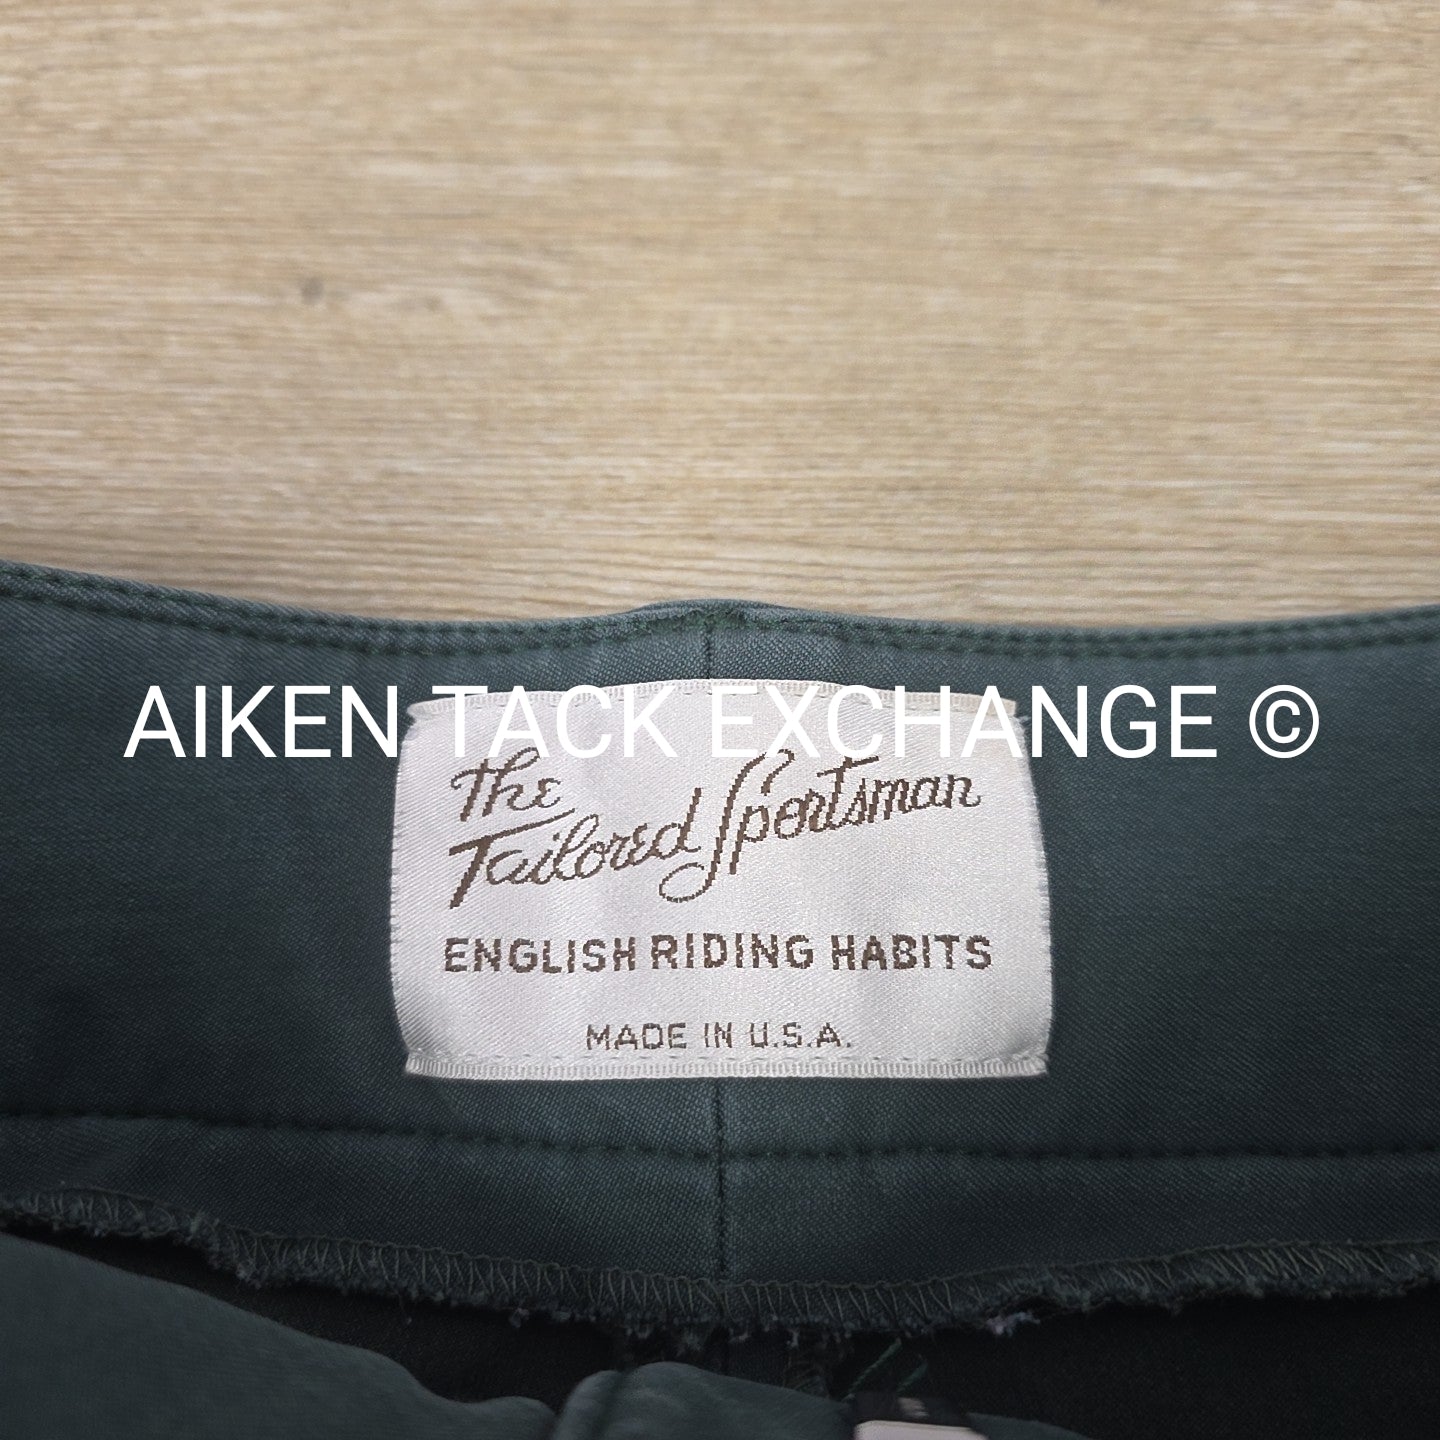 AIKEN TACK EXCHANGE ©
The
Tailored Sportsman
ENGLISH RIDING HABITS
MADE IN U.S.A.